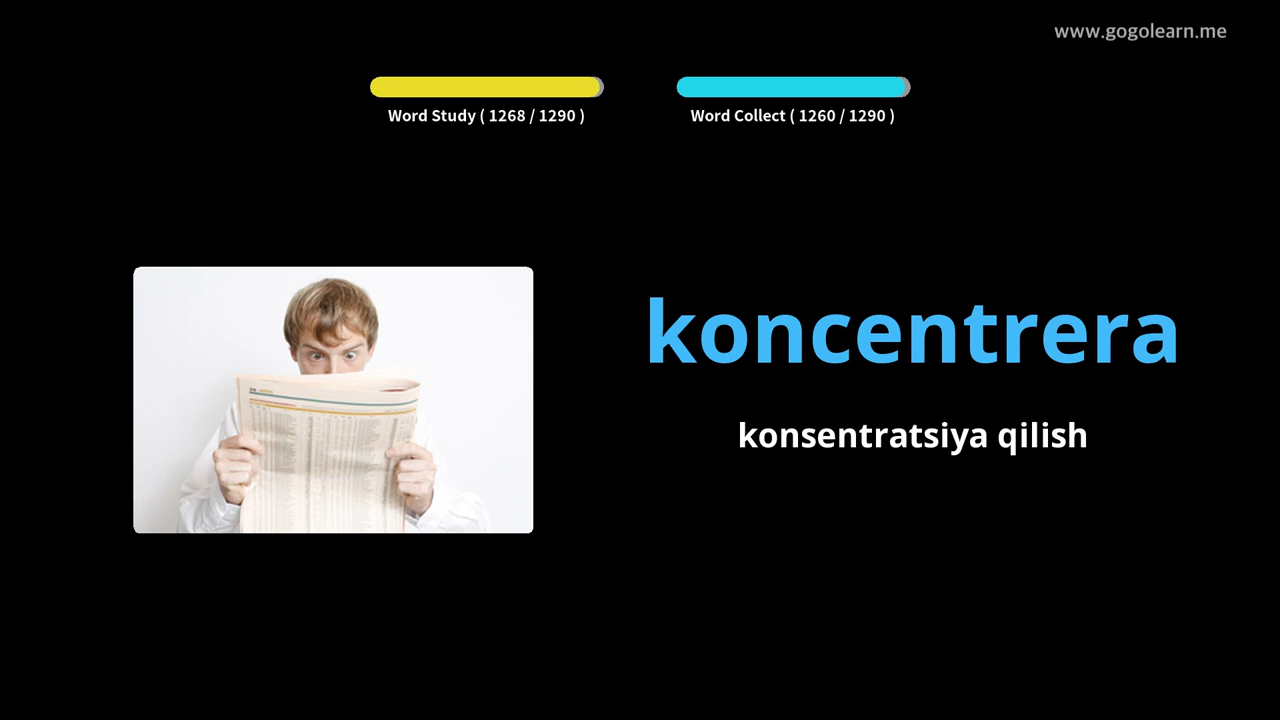 www.gogolearn.me
Word Study ( 1268 / 1290 )
Word Collect ( 1260 / 1290 )
koncentrera
konsentratsiya qilish